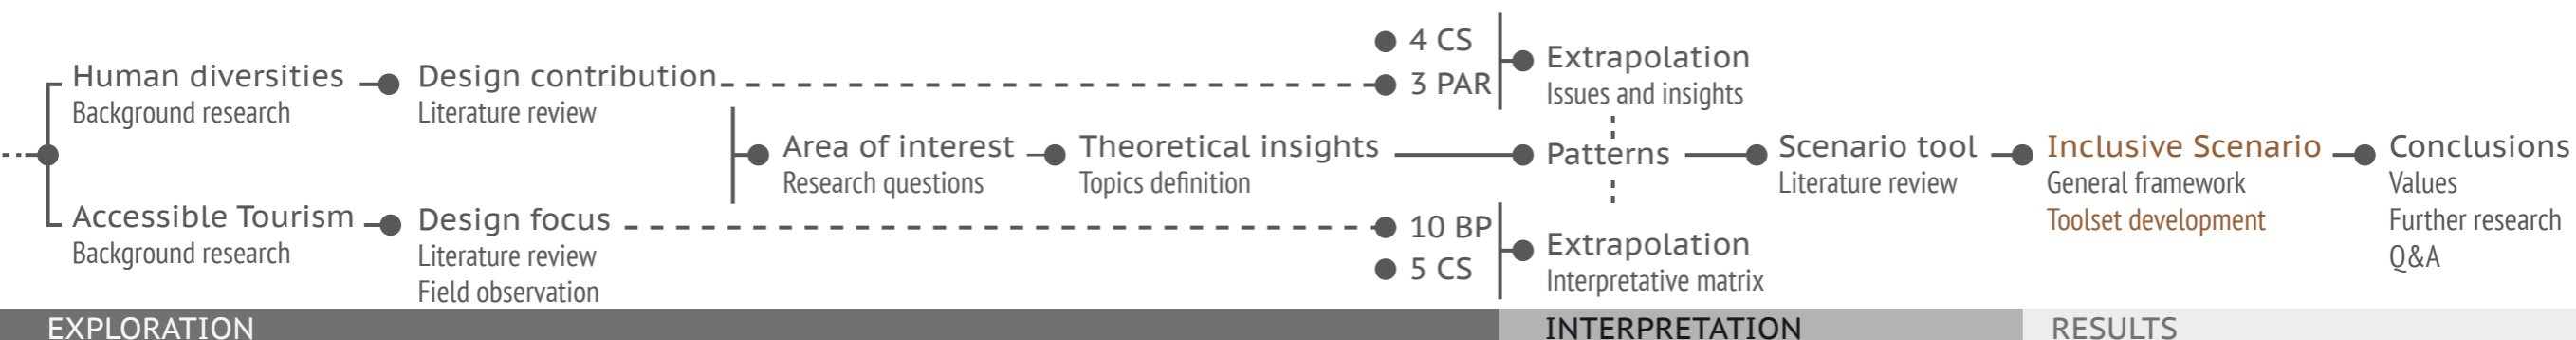 Human diversities
Background research
Design contribution
Literature review
4 CS
3 PAR
Extrapolation
Issues and insights
Area of interest
Research questions
Theoretical insights
Topics definition
Patterns
Scenario tool
Literature review
Inclusive Scenario
General framework
Toolset development
Conclusions
Values
Further research
Q&A
Accessible Tourism
Background research
Design focus
Literature review
Field observation
10 BP
5 CS
Extrapolation
Interpretative matrix
EXPLORATION
INTERPRETATION
RESULTS